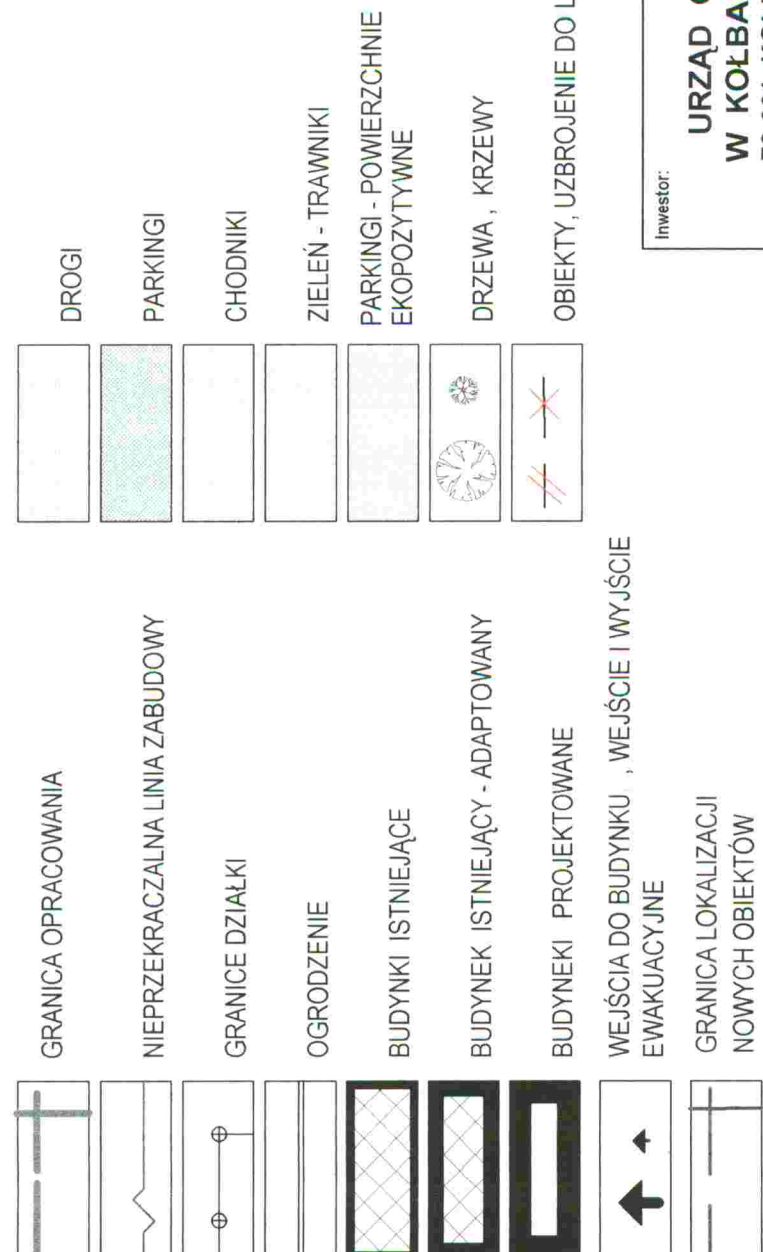 GRANICA OPRACOWANIA
NIEPRZEKRACZALNA LINIA ZABUDOWY
GRANICE DZIAŁKI
OGRODZENIE
BUDYNKI ISTNIEJĄCE
BUDYNEK ISTNIEJĄCY - ADAPTOWANY
BUDYNEKI PROJEKTOWANE
WEJŚCIA DO BUDYNKU , WEJŚCIE I WYJŚCIE
EWAKUACYJNE
GRANICA LOKALIZACJI
NOWYCH OBIEKTÓW
DROGI
PARKINGI
CHODNIKI
ZIELEŃ - TRAWNIKI
PARKINGI - POWIERZCHNIE
EKOPOZYTYWNE
DRZEWA , KRZEWY
OBIEKTY, UZBROJENIE DO
Inwestor:
URZĄD
W KOŁBA